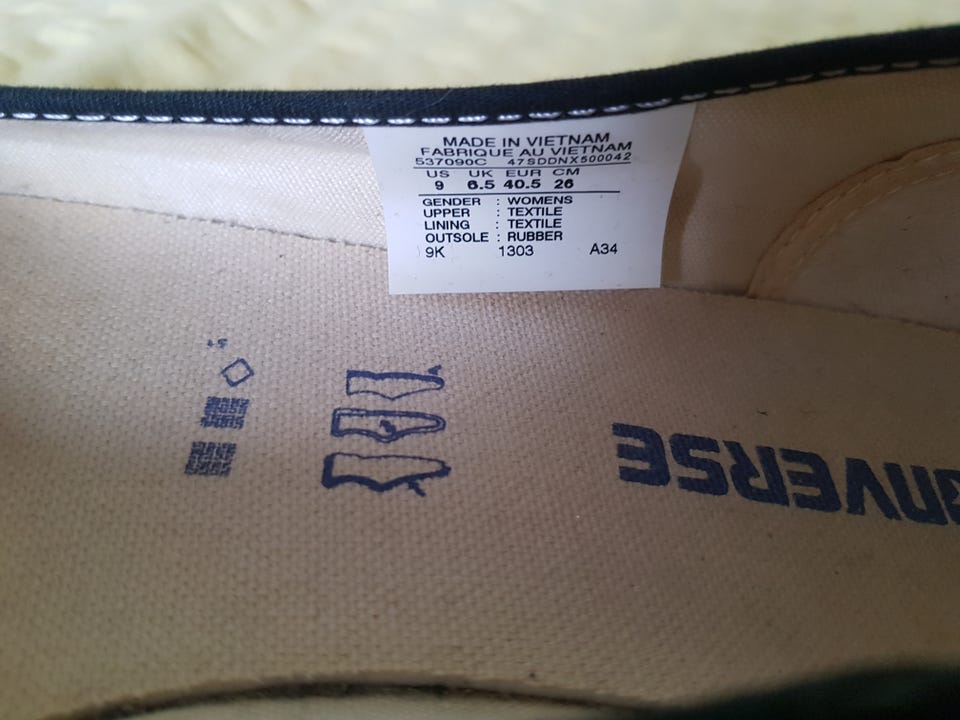 MADE IN VIETNAM
FABRIQUE AU VIETNAM
537090C 47SDDNX500042
US UK EUR CM
9 6.5 40.5 26
GENDER : WOMENS
UPPER : TEXTILE
LINING : TEXTILE
OUTSOLE : RUBBER
9K 1303 A34
CONVERSE